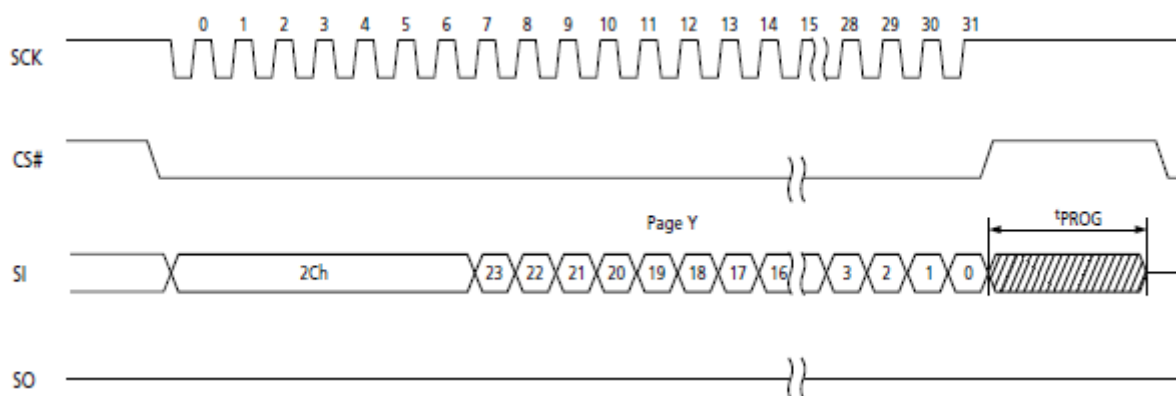 0 1 2 3 4 5 6 7 8 9 10 11 12 13 14 15 28 29 30 31
SCK
CS#
Page Y
tPROG
SI 2Ch 23 22 21 20 19 18 17 16 3 2 1 0
SO